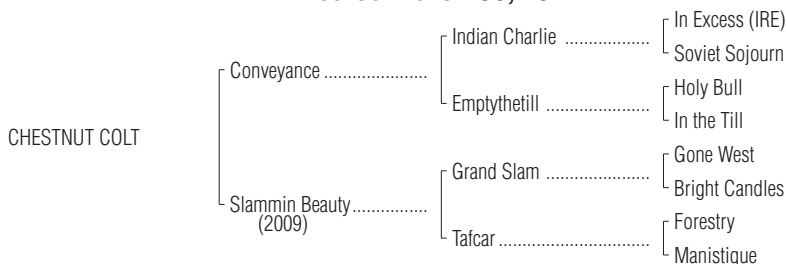 In Excess (IRE)
Indian Charlie ..................
Soviet Sojourn
Conveyance ......................
Holy Bull
Emptythetill ......................
In the Till
CHESTNUT COLT
Gone West
Grand Slam ......................
Bright Candles
Slammin Beauty................
(2009)
Forestry
Tafcar ................................
Manistique